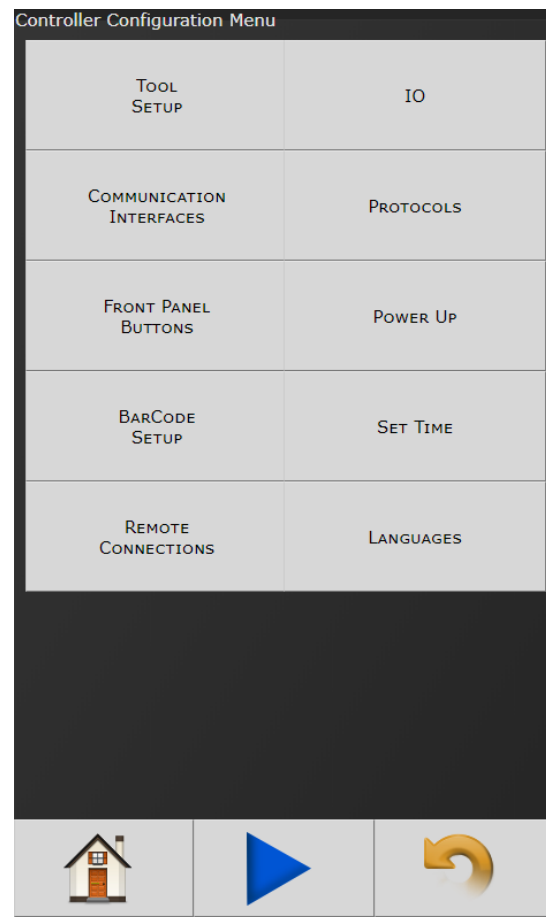 Controller Configuration Menu
Tool
Setup
IO
Communication
Interfaces
Protocols
Front Panel
Buttons
Power Up
BarCode
Setup
Set Time
Remote
Connections
Languages